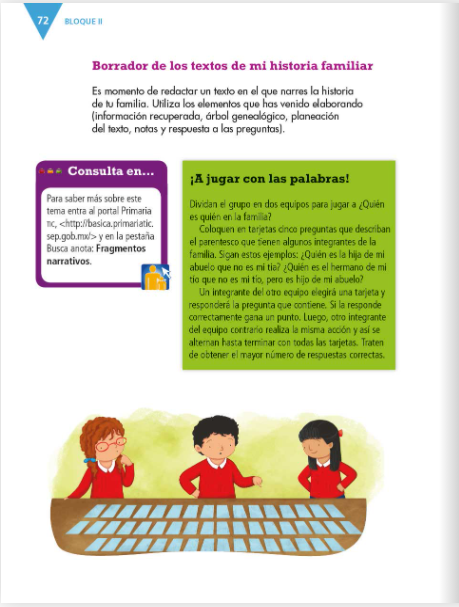 72
BLOQUE II
Borrador de los textos de mi historia familiar
Es momento de redactar un texto en el que narres la historia
de tu familia. Utiliza los elementos que has venido elaborando
(información recuperada, árbol genealógico, planeación
del texto, notas y respuesta a las preguntas).
Consulta en...
Para saber más sobre este
tema entra al portal Primaria
TIC, <http://basica.primariatic.
sep.gob.mx/> y en la pestaña
Busca anota: Fragmentos
narrativos.
¡A jugar con las palabras!
Dividan el grupo en dos equipos para jugar a ¿Quién
es quién en la familia?
Coloquen en tarjetas cinco preguntas que describan
el parentesco que tienen algunos integrantes de la
familia. Sigan estos ejemplos: ¿Quién es la hija de mi
abuelo que no es mi tía? ¿Quién es el hermano de mi
tío que no es mi tío, pero es hijo de mi abuelo?
Un integrante del otro equipo elegirá una tarjeta y
responderá la pregunta que contiene. Si la responde
correctamente gana un punto. Luego, otro integrante
del equipo contrario realiza la misma acción y así se
alternan hasta terminar con todas las tarjetas. Traten
de obtener el mayor número de respuestas correctas.